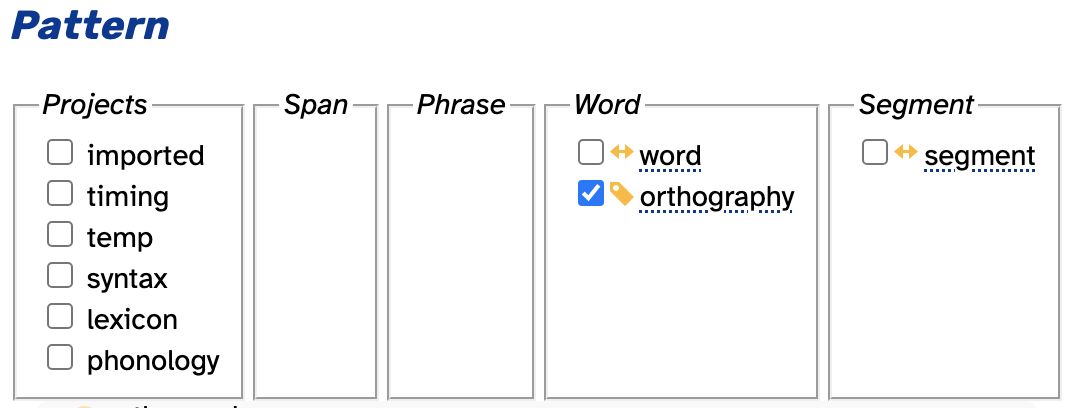 Pattern
Projects Span Phrase Word Segment
imported word segment
timing orthography
temp
syntax
lexicon
phonology